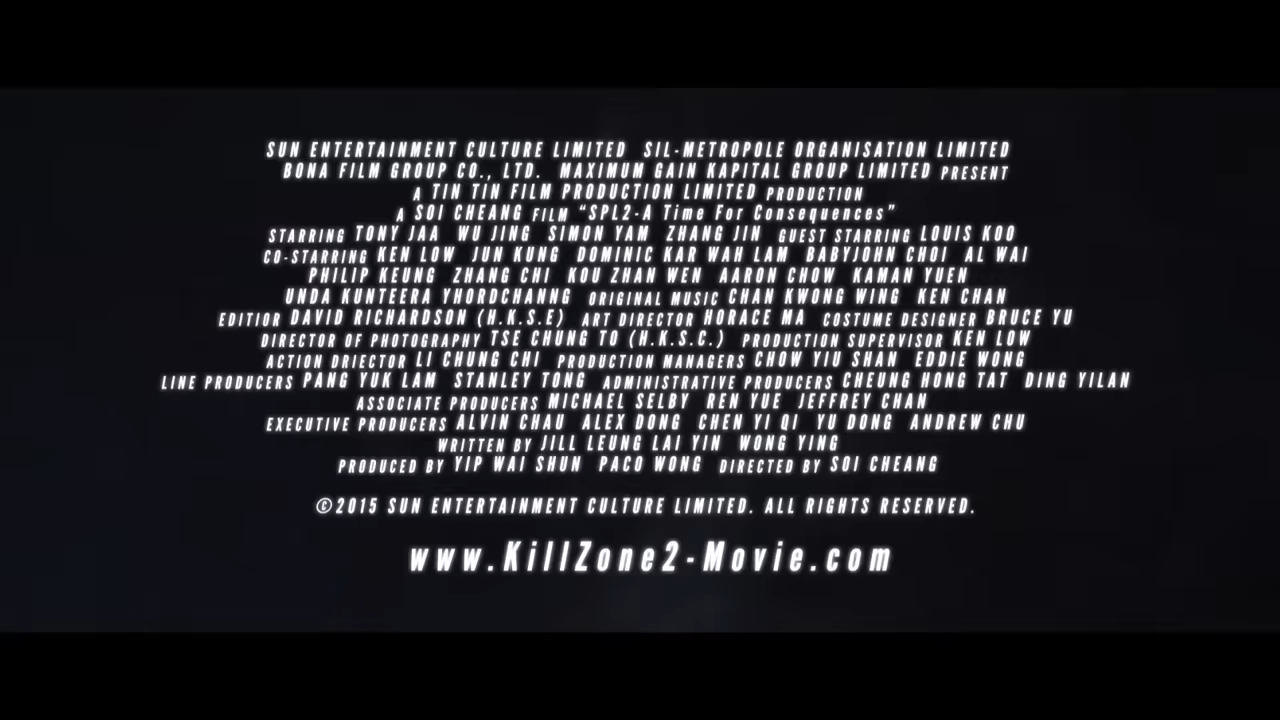 SUN ENTERTAINMENT CULTURE LIMITED SIL-METROPOLE ORGANISATION LIMITED
BONA FILM GROUP CO., LTD. MAXIMUM GAIN KAPITAL GROUP LIMITED PRESENT
A TIN TIN FILM PRODUCTION LIMITED PRODUCTION
A SOI CHEANG FILM “SPL2-A Time For Consequences”
STARRING TONY JAA WU JING SIMON YAM ZHANG JIN GUEST STARRING LOUIS KOO
CO-STARRING KEN LOW JUN KUNG DOMINIC KAR WAH LAM BABYJOHN CHOI AL WAI
PHILIP KEUNG ZHANG CHI KOU ZHAN WEN AARON CHOW KAMAN YUEN
UNDA KUNTEERA YHORDCHANNG ORIGINAL MUSIC CHAN KWONG WING KEN CHAN
EDITIOR DAVID RICHARDSON (H.K.S.E) ART DIRECTOR HORACE MA COSTUME DESIGNER BRUCE YU
DIRECTOR OF PHOTOGRAPHY TSE CHUNG TO (H.K.S.C.) PRODUCTION SUPERVISOR KEN LOW
ACTION DRIECTOR LI CHUNG CHI PRODUCTION MANAGERS CHOW YIU SHAN EDDIE WONG
LINE PRODUCERS PANG YUK LAM STANLEY TONG ADMINISTRATIVE PRODUCERS CHEUNG HONG TAT DING YILAN
ASSOCIATE PRODUCERS MICHAEL SELBY REN YUE JEFFREY CHAN
EXECUTIVE PRODUCERS ALVIN CHAU ALEX DONG CHEN YI QI YU DONG ANDREW CHU
WRITTEN BY JILL LEUNG LAI YIN WONG YING
PRODUCED BY YIP WAI SHUN PACO WONG DIRECTED BY SOI CHEANG
©2015 SUN ENTERTAINMENT CULTURE LIMITED. ALL RIGHTS RESERVED.
www.KillZone2-Movie.com